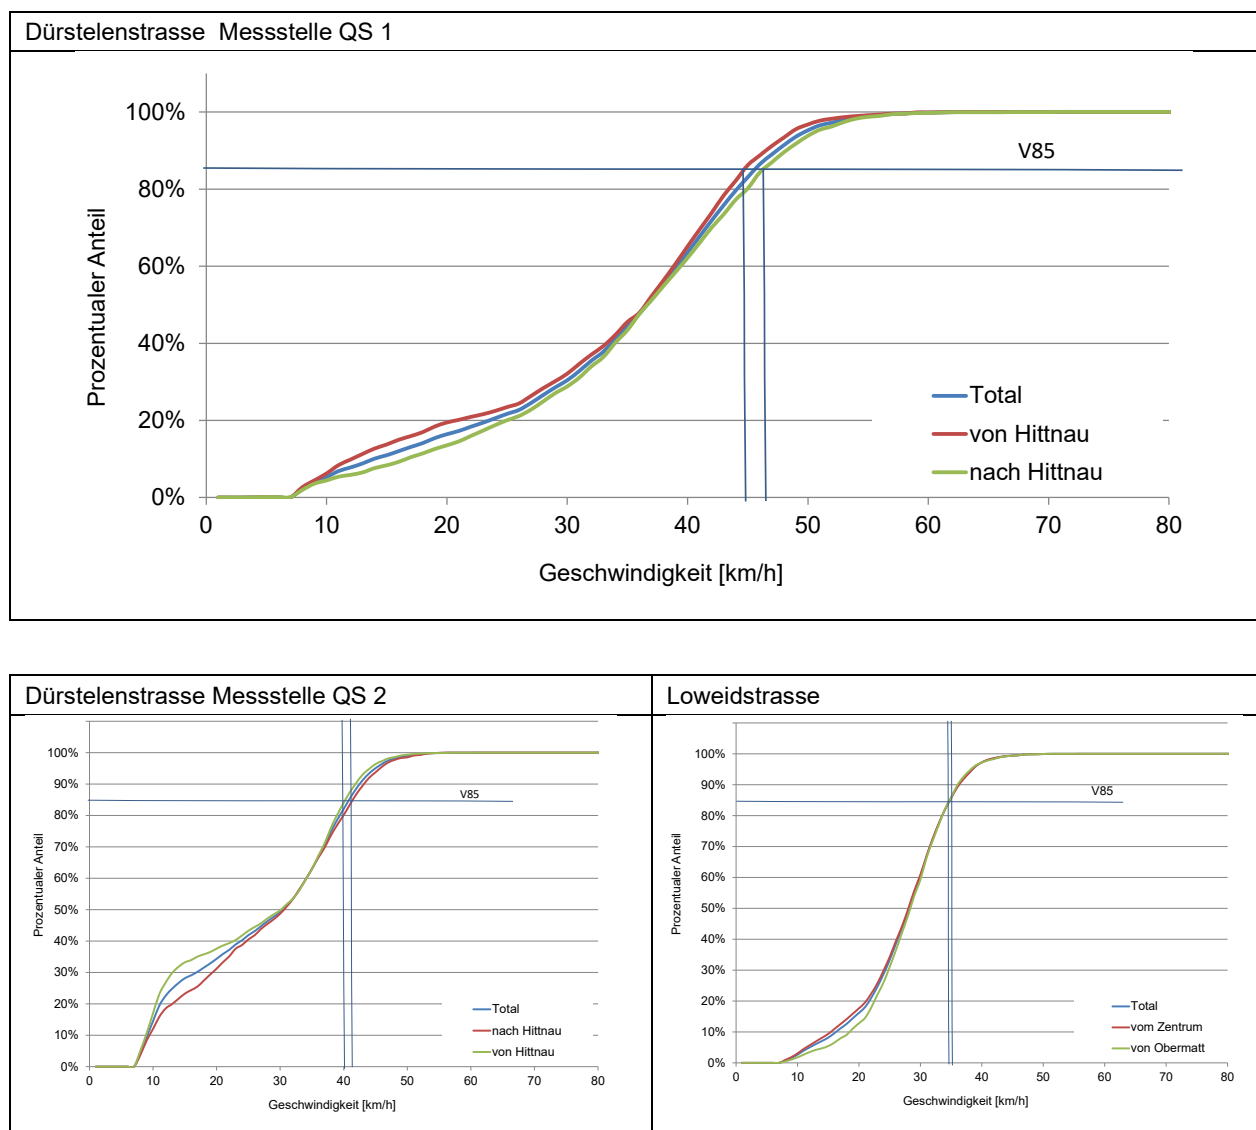 Dürstelenstrasse Messstelle QS 1
100%
80%
60%
40%
20%
0%
Prozentualer Anteil
V85
Total
von Hittnau
nach Hittnau
0 10 20 30 40 50 60 70 80
Geschwindigkeit [km/h]
Dürstelenstrasse Messstelle QS 2
100%
90%
80%
70%
60%
50%
40%
30%
20%
10%
0%
Prozentualer Anteil
V85
Total
nach Hittnau
von Hittnau
0 10 20 30 40 50 60 70 80
Geschwindigkeit [km/h]
Loweidstrasse
100%
90%
80%
70%
60%
50%
40%
30%
20%
10%
0%
Prozentualer Anteil
V85
Total
vom Zentrum
von Obermatt
0 10 20 30 40 50 60 70 80
Geschwindigkeit [km/h]